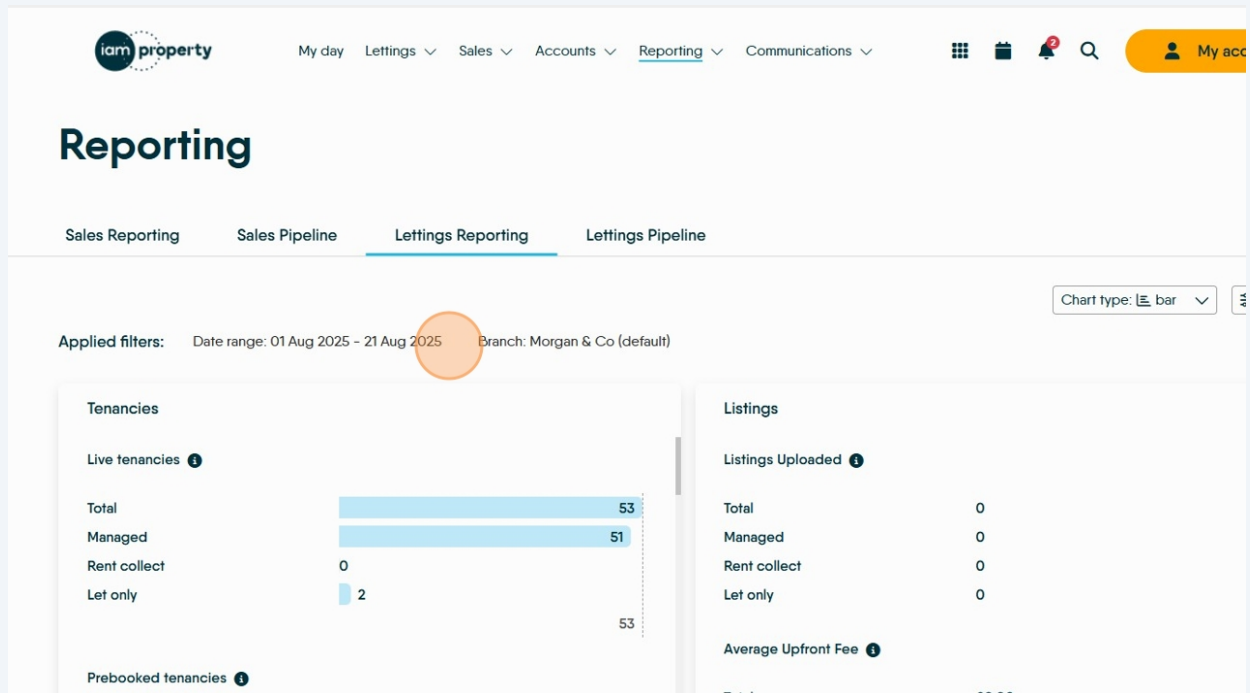 iam property
My day Lettings Sales Accounts Reporting Communications 2 My acc
Reporting
Sales Reporting Sales Pipeline Lettings Reporting Lettings Pipeline
Chart type: bar
Applied filters: Date range: 01 Aug 2025 - 21 Aug 2025 Branch: Morgan & Co (default)
Tenancies
Live tenancies
Total 53
Managed 51
Rent collect 0
Let only 2
53
Prebooked tenancies
Listings
Listings Uploaded
Total 0
Managed 0
Rent collect 0
Let only 0
Average Upfront Fee